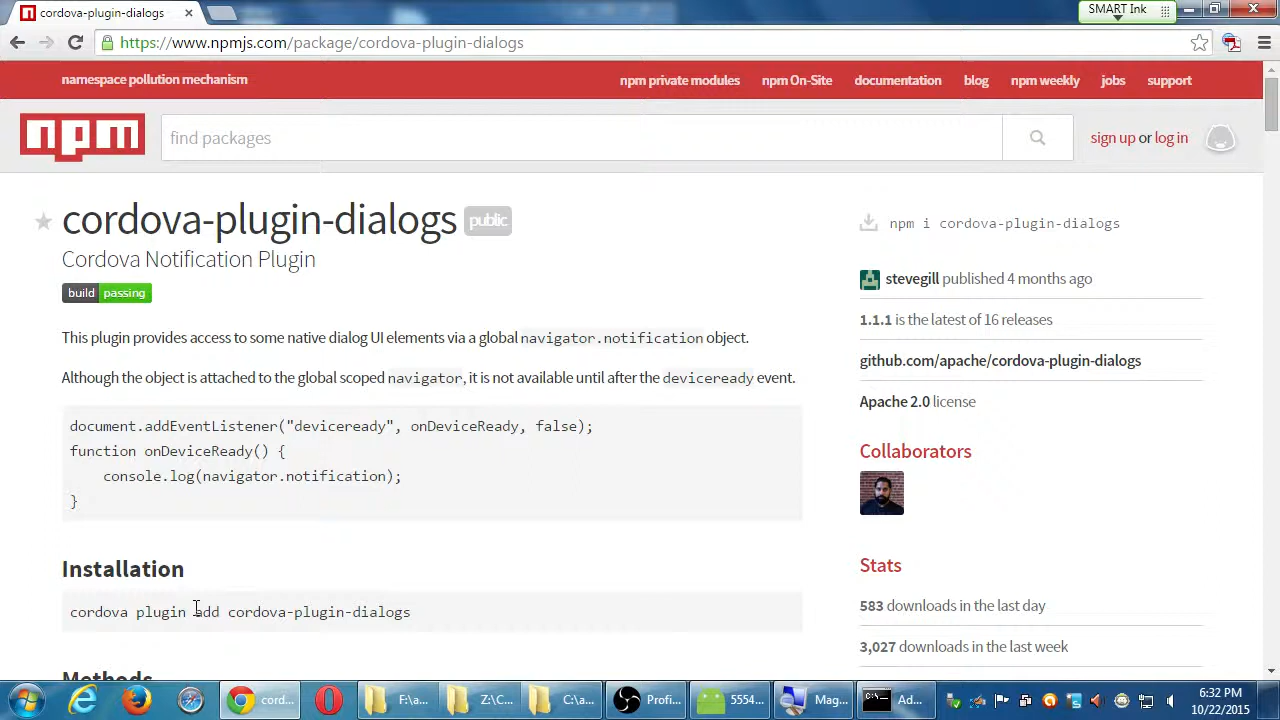 cordova-plugin-dialogs
SMART Ink
https://www.npmjs.com/package/cordova-plugin-dialogs
namespace pollution mechanism
npm private modules
npm On-Site
documentation
blog
npm weekly
jobs
support
npm
find packages
sign up or log in
cordova-plugin-dialogs public
Cordova Notification Plugin
build passing
This plugin provides access to some native dialog UI elements via a global navigator.notification object.
Although the object is attached to the global scoped navigator, it is not available until after the deviceready event.
document.addEventListener("deviceready", onDeviceReady, false);
function onDeviceReady() {
console.log(navigator.notification);
}
Installation
cordova plugin add cordova-plugin-dialogs
Methods
npm i cordova-plugin-dialogs
stevegill published 4 months ago
1.1.1 is the latest of 16 releases
github.com/apache/cordova-plugin-dialogs
Apache 2.0 license
Collaborators
Stats
583 downloads in the last day
3,027 downloads in the last week
cord...
F:\a...
Z:\C...
C:\a...
Profi...
5554...
Mag...
Ad...
6:32 PM
10/22/2015